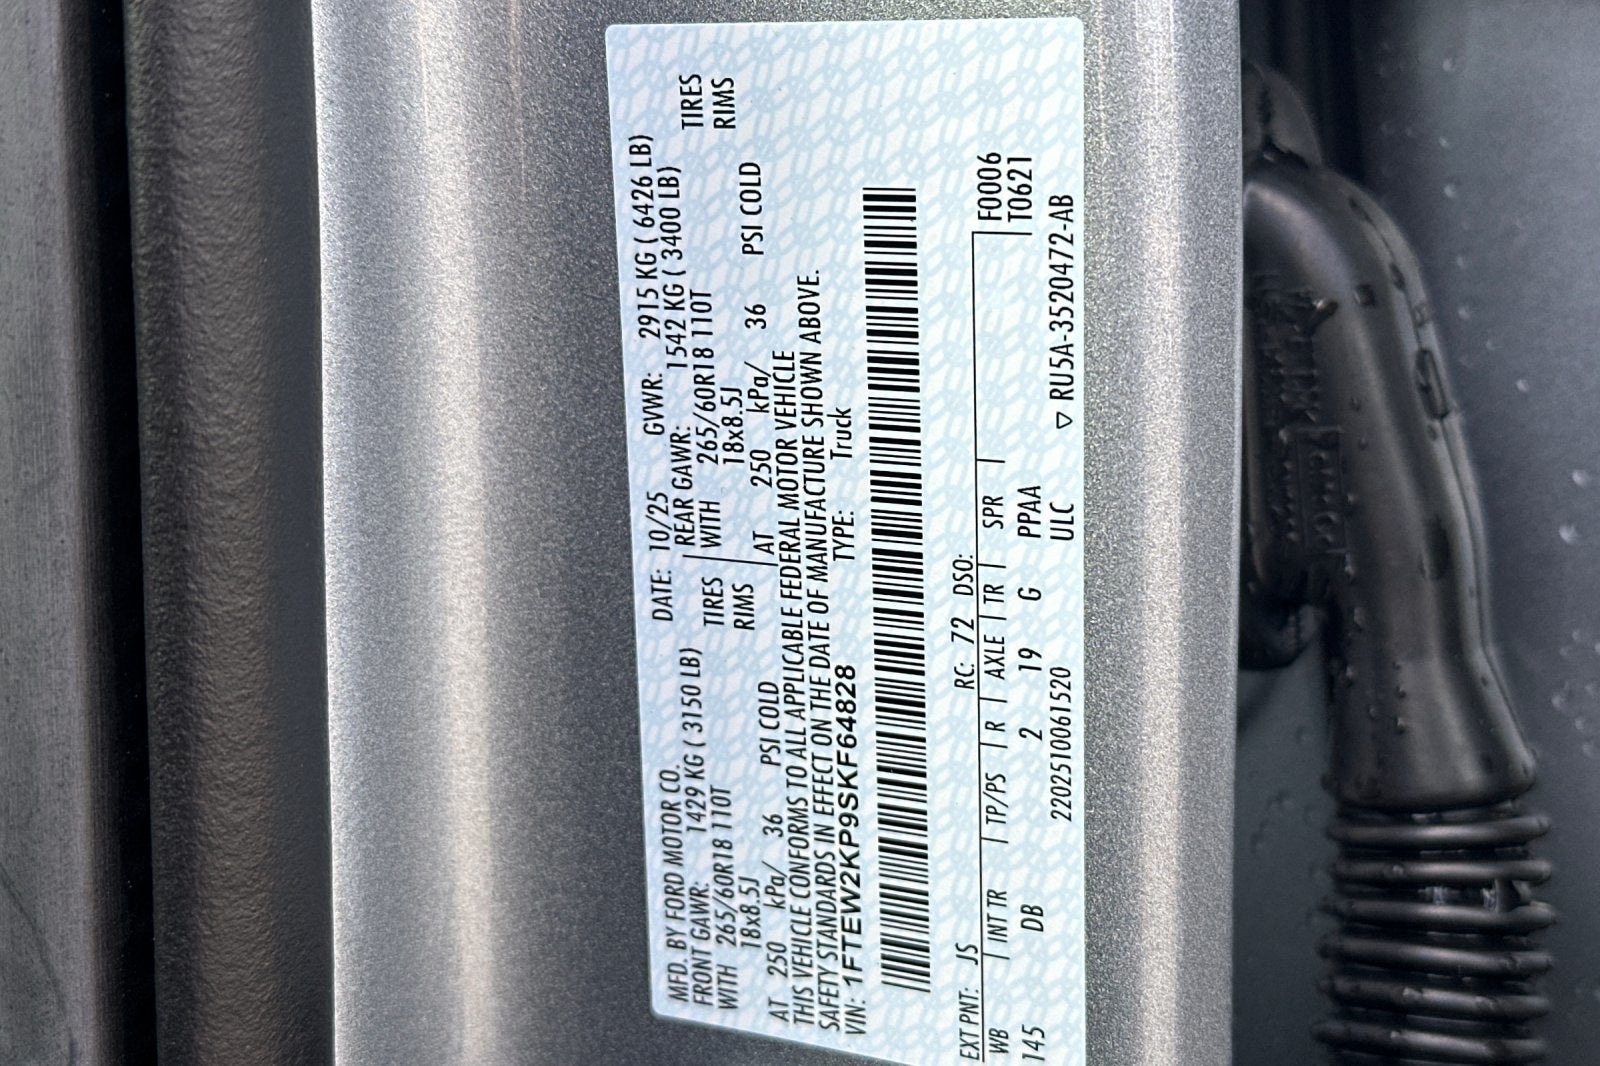 MFD. BY FORD MOTOR CO. DATE: 10/25 GVWR: 2915 KG ( 6426 LB)
FRONT GAWR: 1429 KG ( 3150 LB) REAR GAWR: 1542 KG ( 3400 LB)
WITH 265/60R18 110T TIRES WITH 265/60R18 110T TIRES
18x8.5J RIMS 18x8.5J RIMS
AT 250 kPa/ 36 PSI COLD AT 250 kPa/ 36 PSI COLD
THIS VEHICLE CONFORMS TO ALL APPLICABLE FEDERAL MOTOR VEHICLE
SAFETY STANDARDS IN EFFECT ON THE DATE OF MANUFACTURE SHOWN ABOVE.
VIN: 1FTEW2KP9SKF64828 TYPE: Truck
EXT PNT: JS RC: 72 DSO:
WB | INT TR | TP/PS | R | AXLE | TR | SPR | F0006
145 DB 2 19 G PPAA T0621
2202510061520 ULC ▽ RU5A-3520472-AB